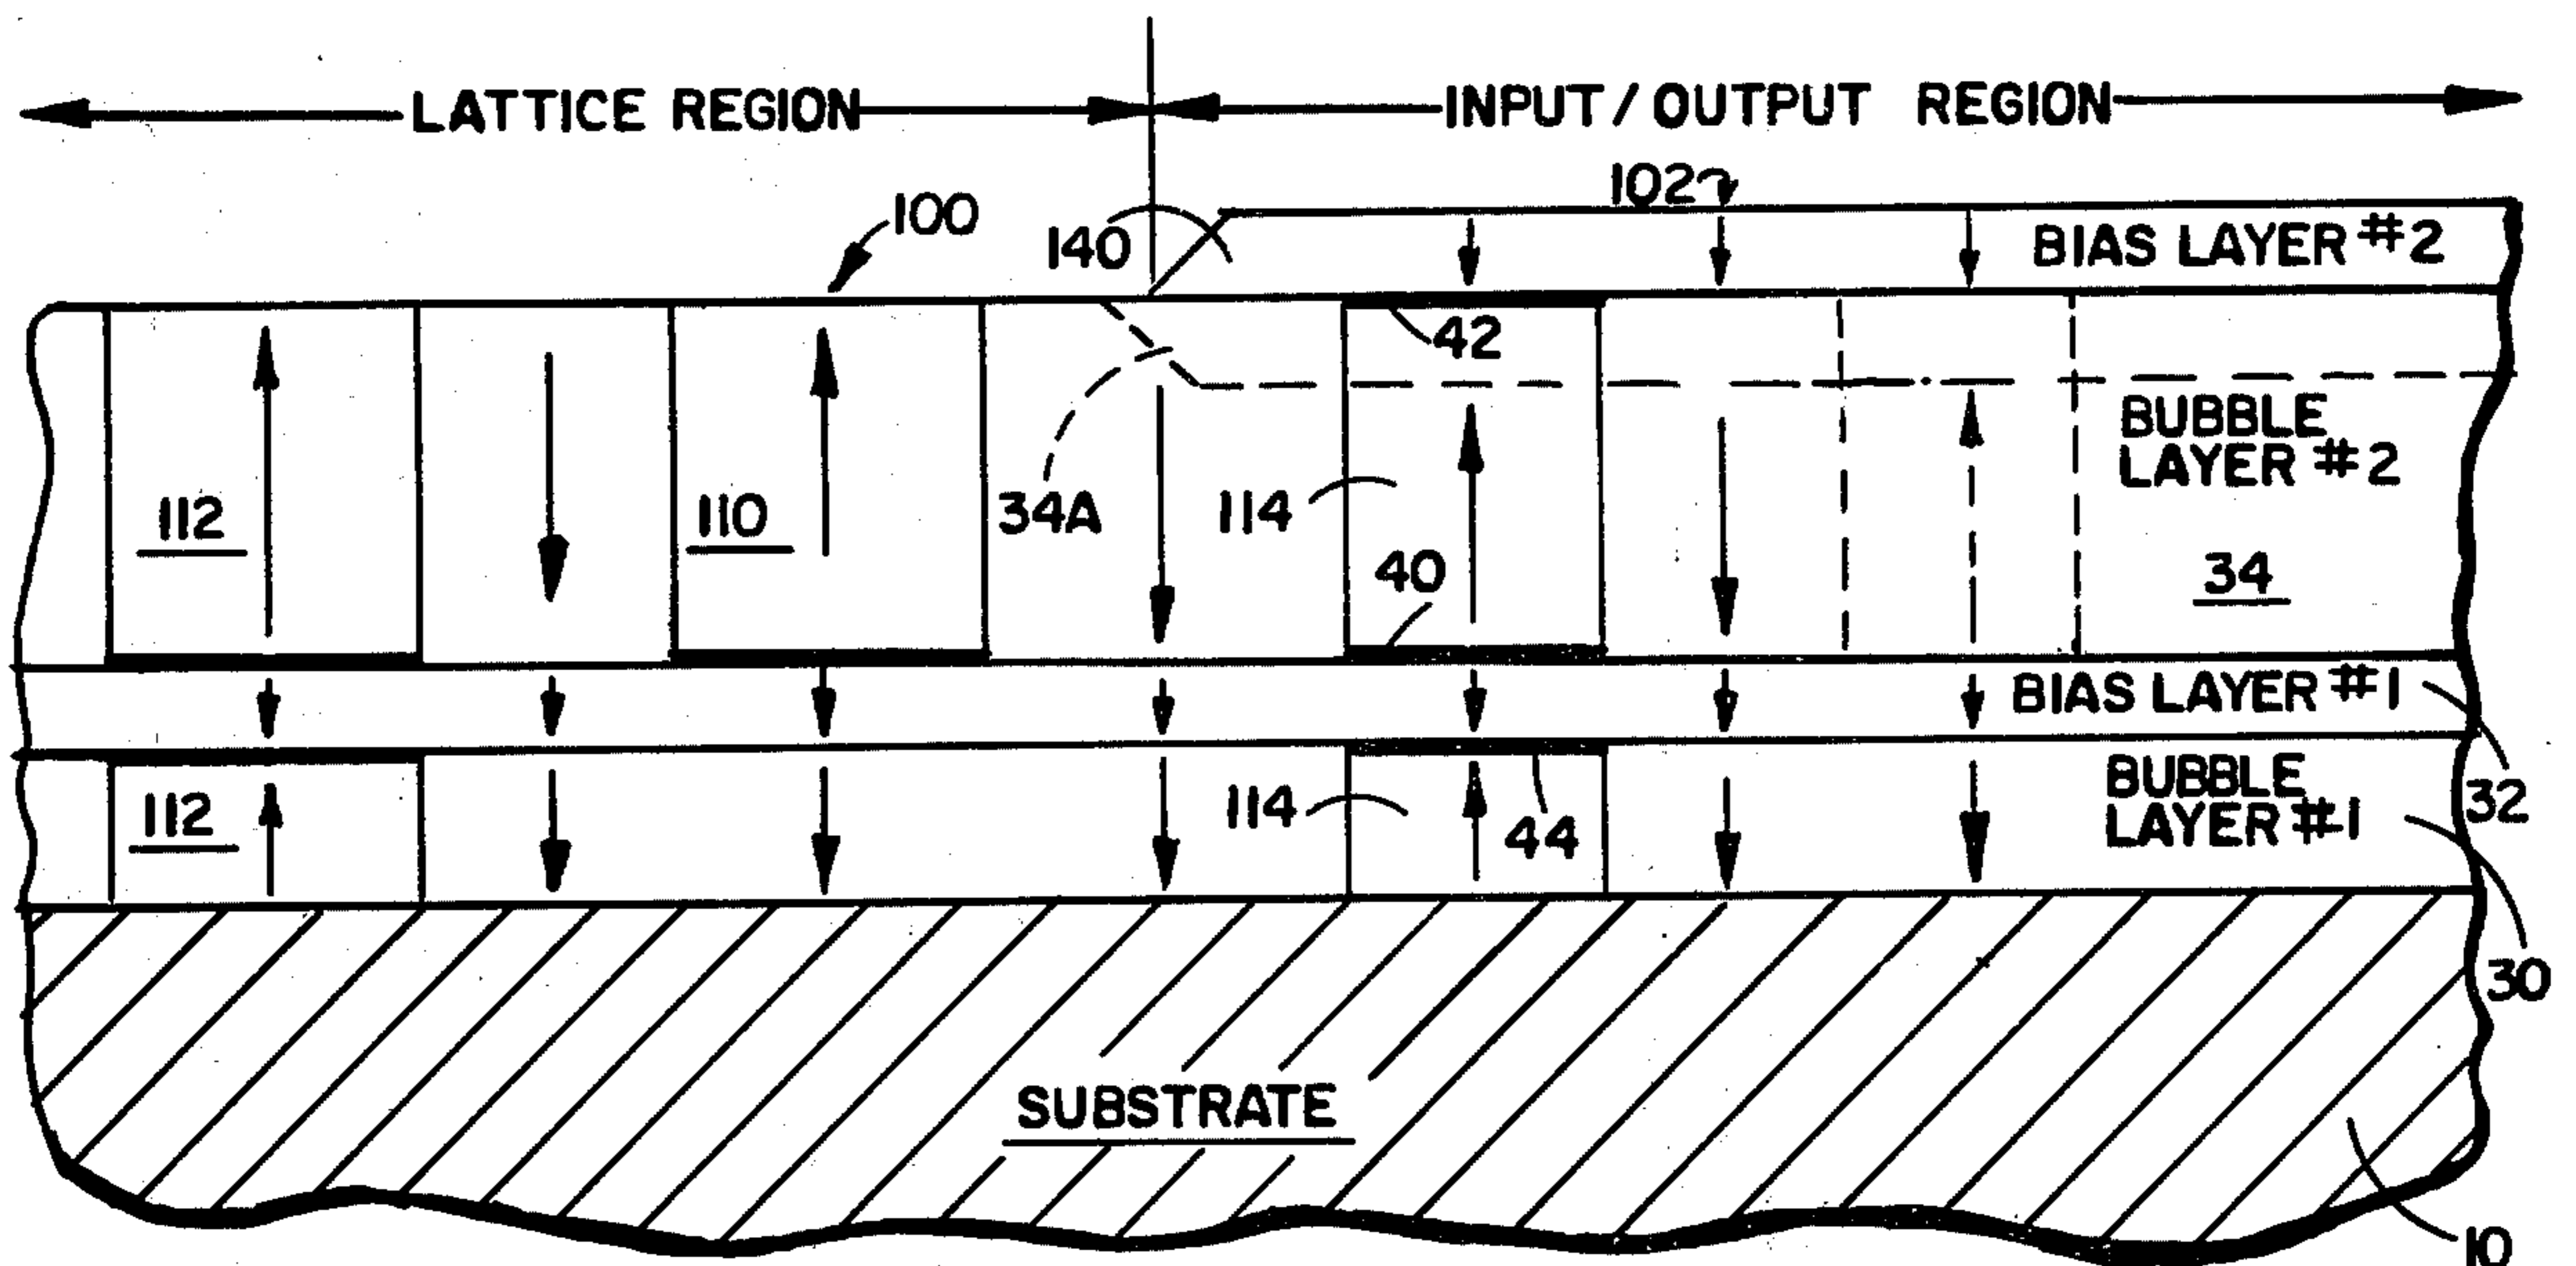 LATTICE REGION
INPUT/OUTPUT REGION
102
100
140
BIAS LAYER #2
42
BUBBLE
LAYER #2
112
110
34A
114
40
34
BIAS LAYER #1
112
114
44
BUBBLE
LAYER #1
32
30
SUBSTRATE
10